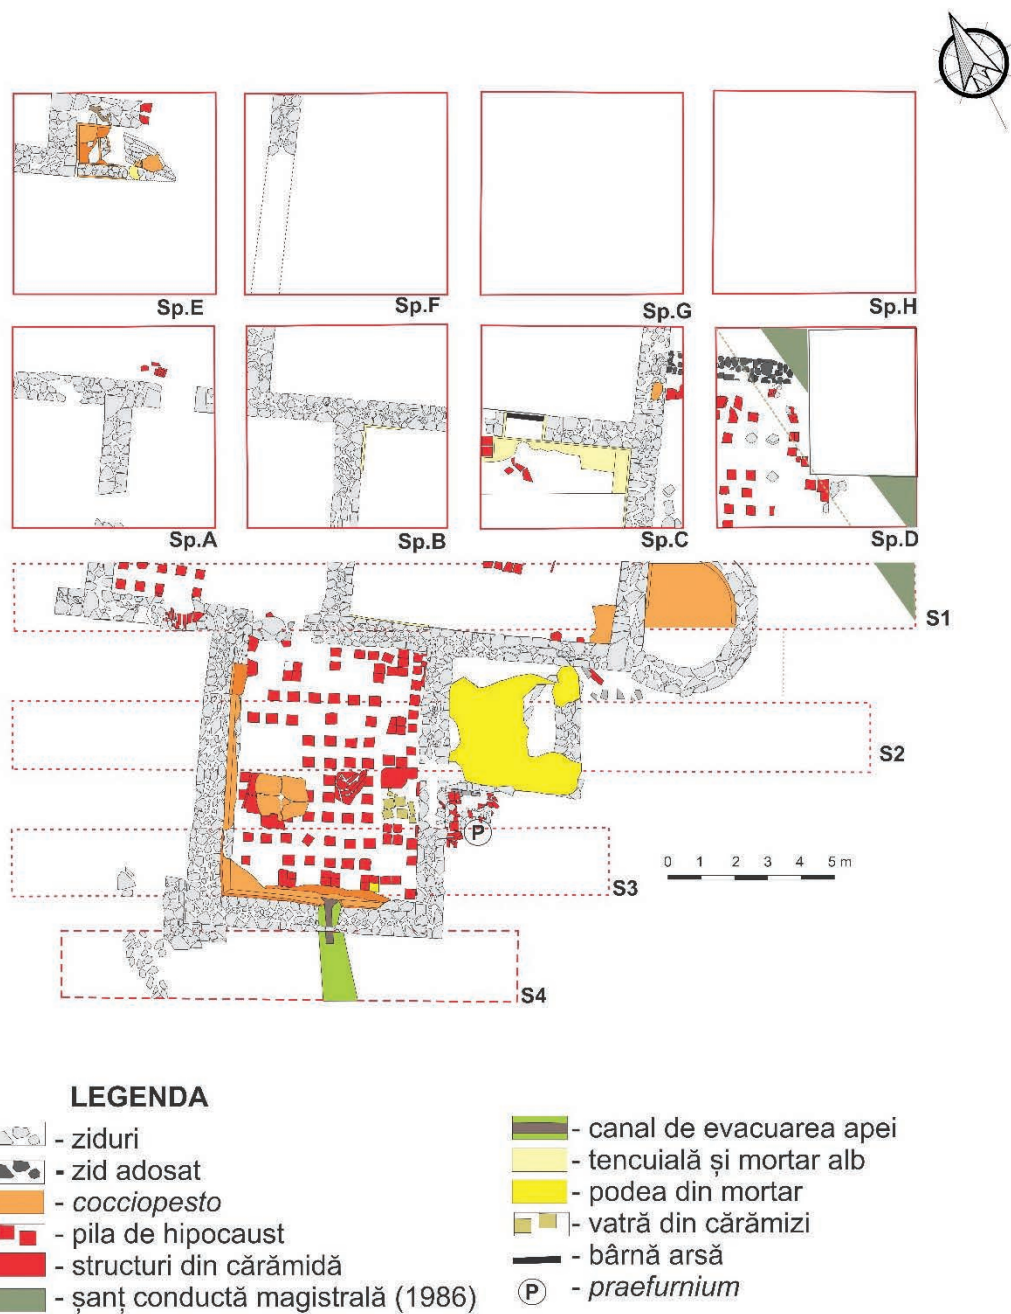 N
Sp.E
Sp.F
Sp.G
Sp.H
Sp.A
Sp.B
Sp.C
Sp.D
S1
S2
P
0 1 2 3 4 5 m
S3
S4
LEGENDA
- ziduri
- zid adosat
- cocciopesto
- pila de hipocaust
- structuri din cărămidă
- șanț conductă magistrală (1986)
- canal de evacuarea apei
- tencuială și mortar alb
- podea din mortar
- vatră din cărămizi
- bârnă arsă
P - praefurnium